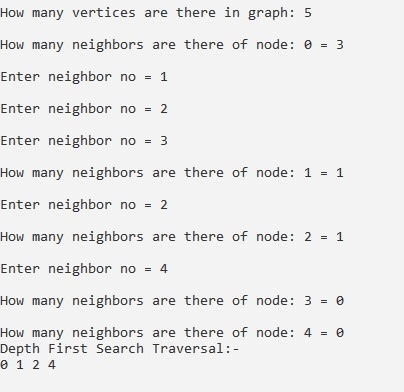 How many vertices are there in graph: 5
How many neighbors are there of node: 0 = 3
Enter neighbor no = 1
Enter neighbor no = 2
Enter neighbor no = 3
How many neighbors are there of node: 1 = 1
Enter neighbor no = 2
How many neighbors are there of node: 2 = 1
Enter neighbor no = 4
How many neighbors are there of node: 3 = 0
How many neighbors are there of node: 4 = 0
Depth First Search Traversal:-
0 1 2 4